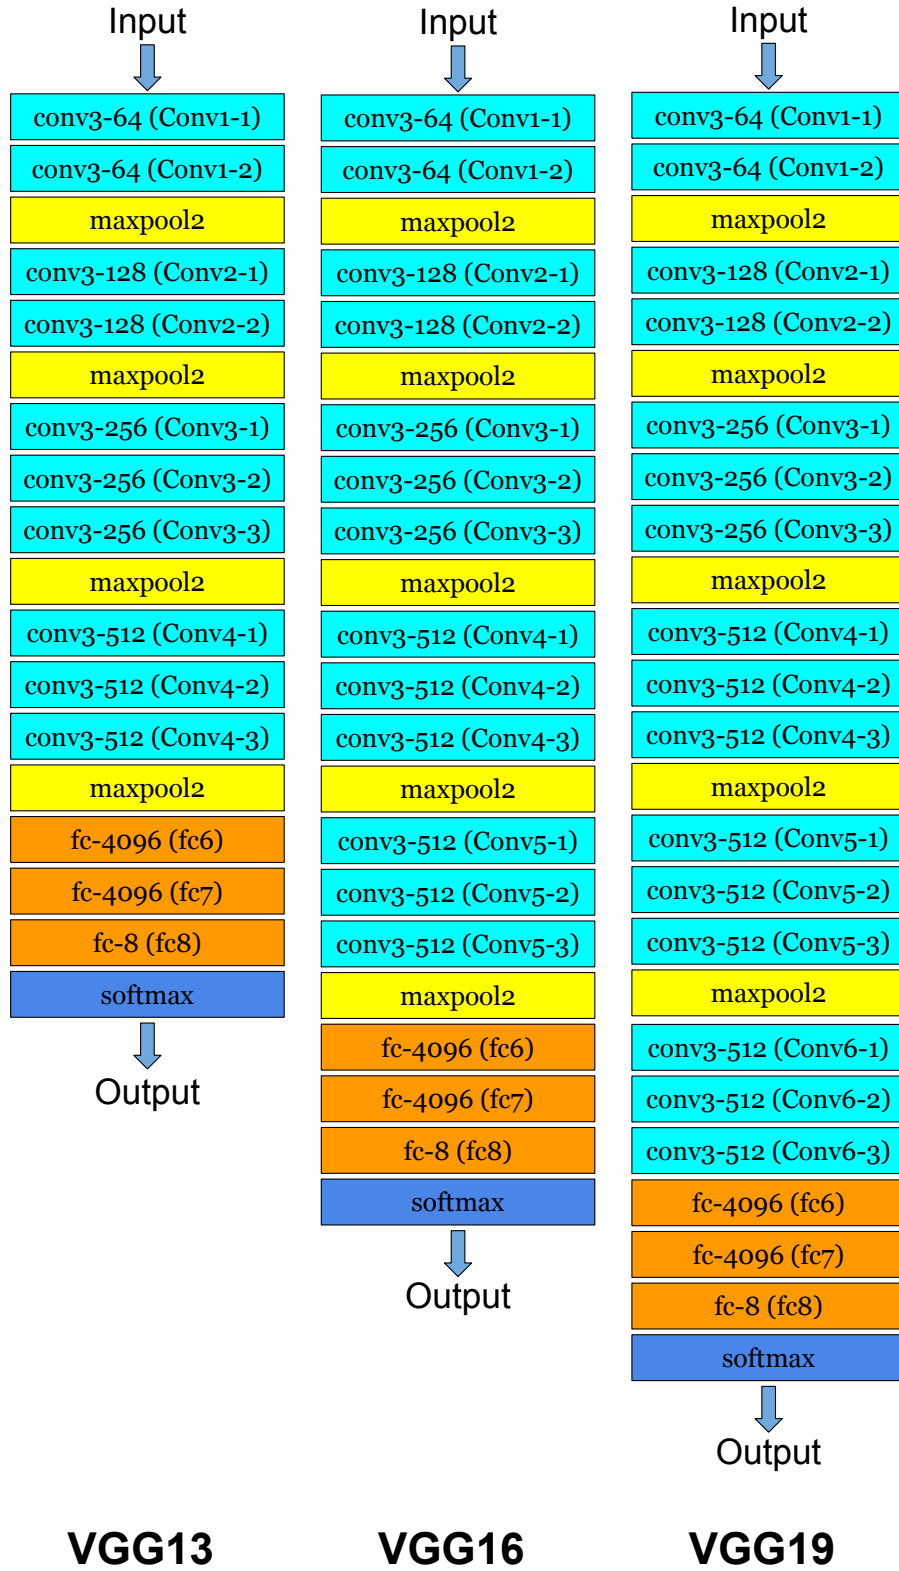 Input
conv3-64 (Conv1-1)
conv3-64 (Conv1-2)
maxpool2
conv3-128 (Conv2-1)
conv3-128 (Conv2-2)
maxpool2
conv3-256 (Conv3-1)
conv3-256 (Conv3-2)
conv3-256 (Conv3-3)
maxpool2
conv3-512 (Conv4-1)
conv3-512 (Conv4-2)
conv3-512 (Conv4-3)
maxpool2
fc-4096 (fc6)
fc-4096 (fc7)
fc-8 (fc8)
softmax
Output
VGG13
Input
conv3-64 (Conv1-1)
conv3-64 (Conv1-2)
maxpool2
conv3-128 (Conv2-1)
conv3-128 (Conv2-2)
maxpool2
conv3-256 (Conv3-1)
conv3-256 (Conv3-2)
conv3-256 (Conv3-3)
maxpool2
conv3-512 (Conv4-1)
conv3-512 (Conv4-2)
conv3-512 (Conv4-3)
maxpool2
conv3-512 (Conv5-1)
conv3-512 (Conv5-2)
conv3-512 (Conv5-3)
maxpool2
fc-4096 (fc6)
fc-4096 (fc7)
fc-8 (fc8)
softmax
Output
VGG16
Input
conv3-64 (Conv1-1)
conv3-64 (Conv1-2)
maxpool2
conv3-128 (Conv2-1)
conv3-128 (Conv2-2)
maxpool2
conv3-256 (Conv3-1)
conv3-256 (Conv3-2)
conv3-256 (Conv3-3)
maxpool2
conv3-512 (Conv4-1)
conv3-512 (Conv4-2)
conv3-512 (Conv4-3)
maxpool2
conv3-512 (Conv5-1)
conv3-512 (Conv5-2)
conv3-512 (Conv5-3)
maxpool2
conv3-512 (Conv6-1)
conv3-512 (Conv6-2)
conv3-512 (Conv6-3)
fc-4096 (fc6)
fc-4096 (fc7)
fc-8 (fc8)
softmax
Output
VGG19